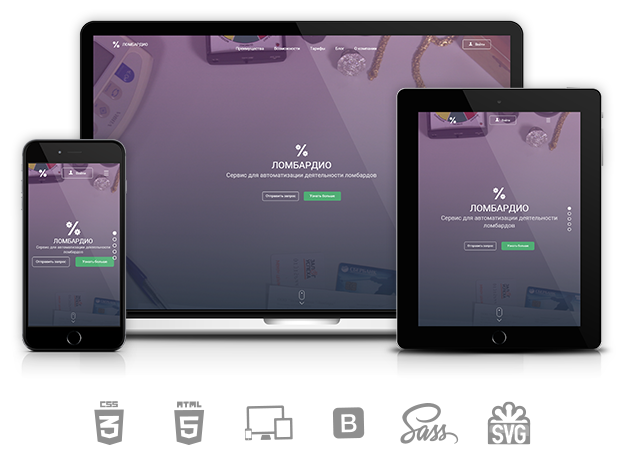 ЛОМБАРДИО
Преимущества Возможности Тарифы Блог О компании
Войти
ЛОМБАРДИО
Сервис для автоматизации деятельности ломбардов
Отправить запрос Узнать больше
Войти
ЛОМБАРДИО
Сервис для автоматизации деятельности
ломбардов
Отправить запрос Узнать больше
Войти
ЛОМБАРДИО
Сервис для автоматизации деятельности
ломбардов
Отправить запрос Узнать больше
CSS
3
HTML
5
B
Sass
SVG